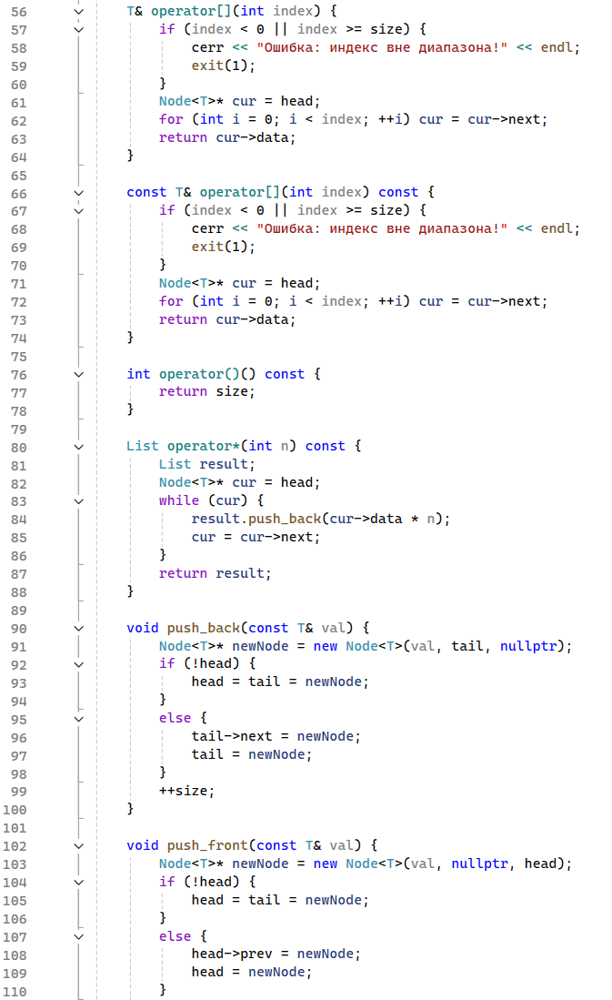 56 T& operator[](int index) {
57 if (index < 0 || index >= size) {
58 cerr << "Ошибка: индекс вне диапазона!" << endl;
59 exit(1);
60 }
61 Node<T>* cur = head;
62 for (int i = 0; i < index; ++i) cur = cur->next;
63 return cur->data;
64 }
65
66 const T& operator[](int index) const {
67 if (index < 0 || index >= size) {
68 cerr << "Ошибка: индекс вне диапазона!" << endl;
69 exit(1);
70 }
71 Node<T>* cur = head;
72 for (int i = 0; i < index; ++i) cur = cur->next;
73 return cur->data;
74 }
75
76 int operator()() const {
77 return size;
78 }
79
80 List operator*(int n) const {
81 List result;
82 Node<T>* cur = head;
83 while (cur) {
84 result.push_back(cur->data * n);
85 cur = cur->next;
86 }
87 return result;
88 }
89
90 void push_back(const T& val) {
91 Node<T>* newNode = new Node<T>(val, tail, nullptr);
92 if (!head) {
93 head = tail = newNode;
94 }
95 else {
96 tail->next = newNode;
97 tail = newNode;
98 }
99 ++size;
100 }
101
102 void push_front(const T& val) {
103 Node<T>* newNode = new Node<T>(val, nullptr, head);
104 if (!head) {
105 head = tail = newNode;
106 }
107 else {
108 head->prev = newNode;
109 head = newNode;
110 }